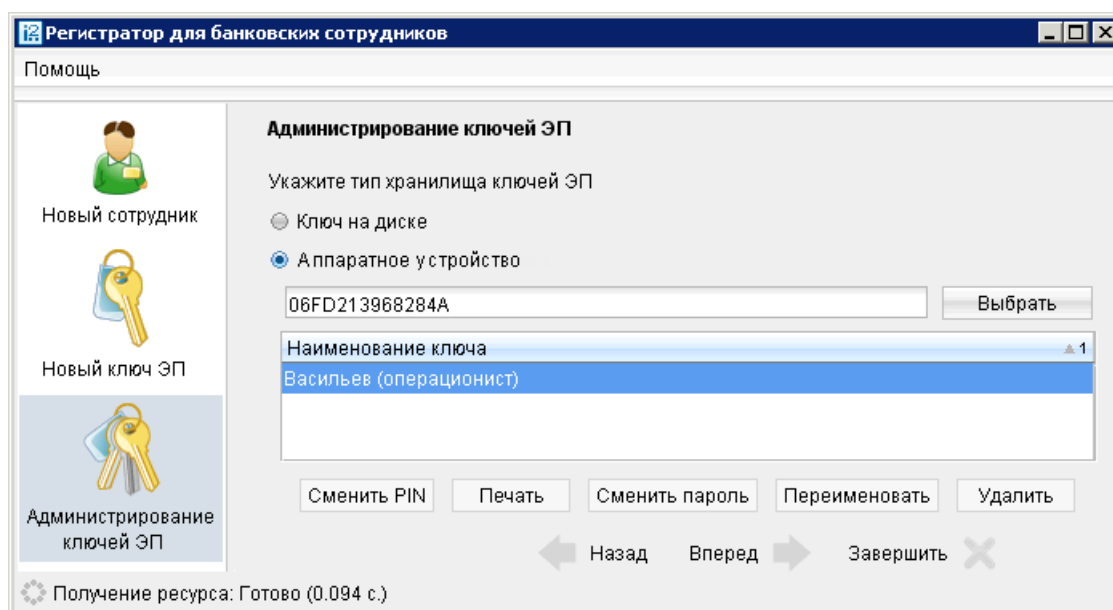 Регистратор для банковских сотрудников
Помощь
Новый сотрудник
Новый ключ ЭП
Администрирование
ключей ЭП
Администрирование ключей ЭП
Укажите тип хранилища ключей ЭП
Ключ на диске
Аппаратное устройство
06FD213968284A Выбрать
Наименование ключа 1
Васильев (операционист)
Сменить PIN Печать Сменить пароль Переименовать Удалить
Назад Вперед Завершить
Получение ресурса: Готово (0.094 с.)